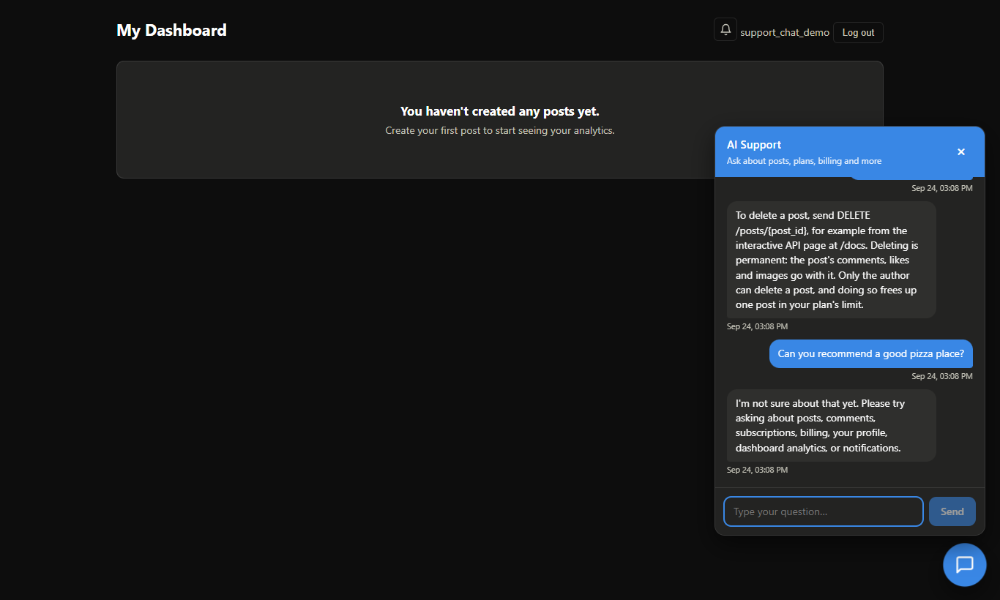 My Dashboard
support_chat_demo
Log out
You haven't created any posts yet.
Create your first post to start seeing your analytics.
AI Support
Ask about posts, plans, billing and more
Sep 24, 03:08 PM
To delete a post, send DELETE
/posts/{post_id}, for example from the
interactive API page at /docs. Deleting is
permanent: the post's comments, likes
and images go with it. Only the author
can delete a post, and doing so frees up
one post in your plan's limit.
Sep 24, 03:08 PM
Can you recommend a good pizza place?
Sep 24, 03:08 PM
I'm not sure about that yet. Please try
asking about posts, comments,
subscriptions, billing, your profile,
dashboard analytics, or notifications.
Sep 24, 03:08 PM
Type your question...
Send